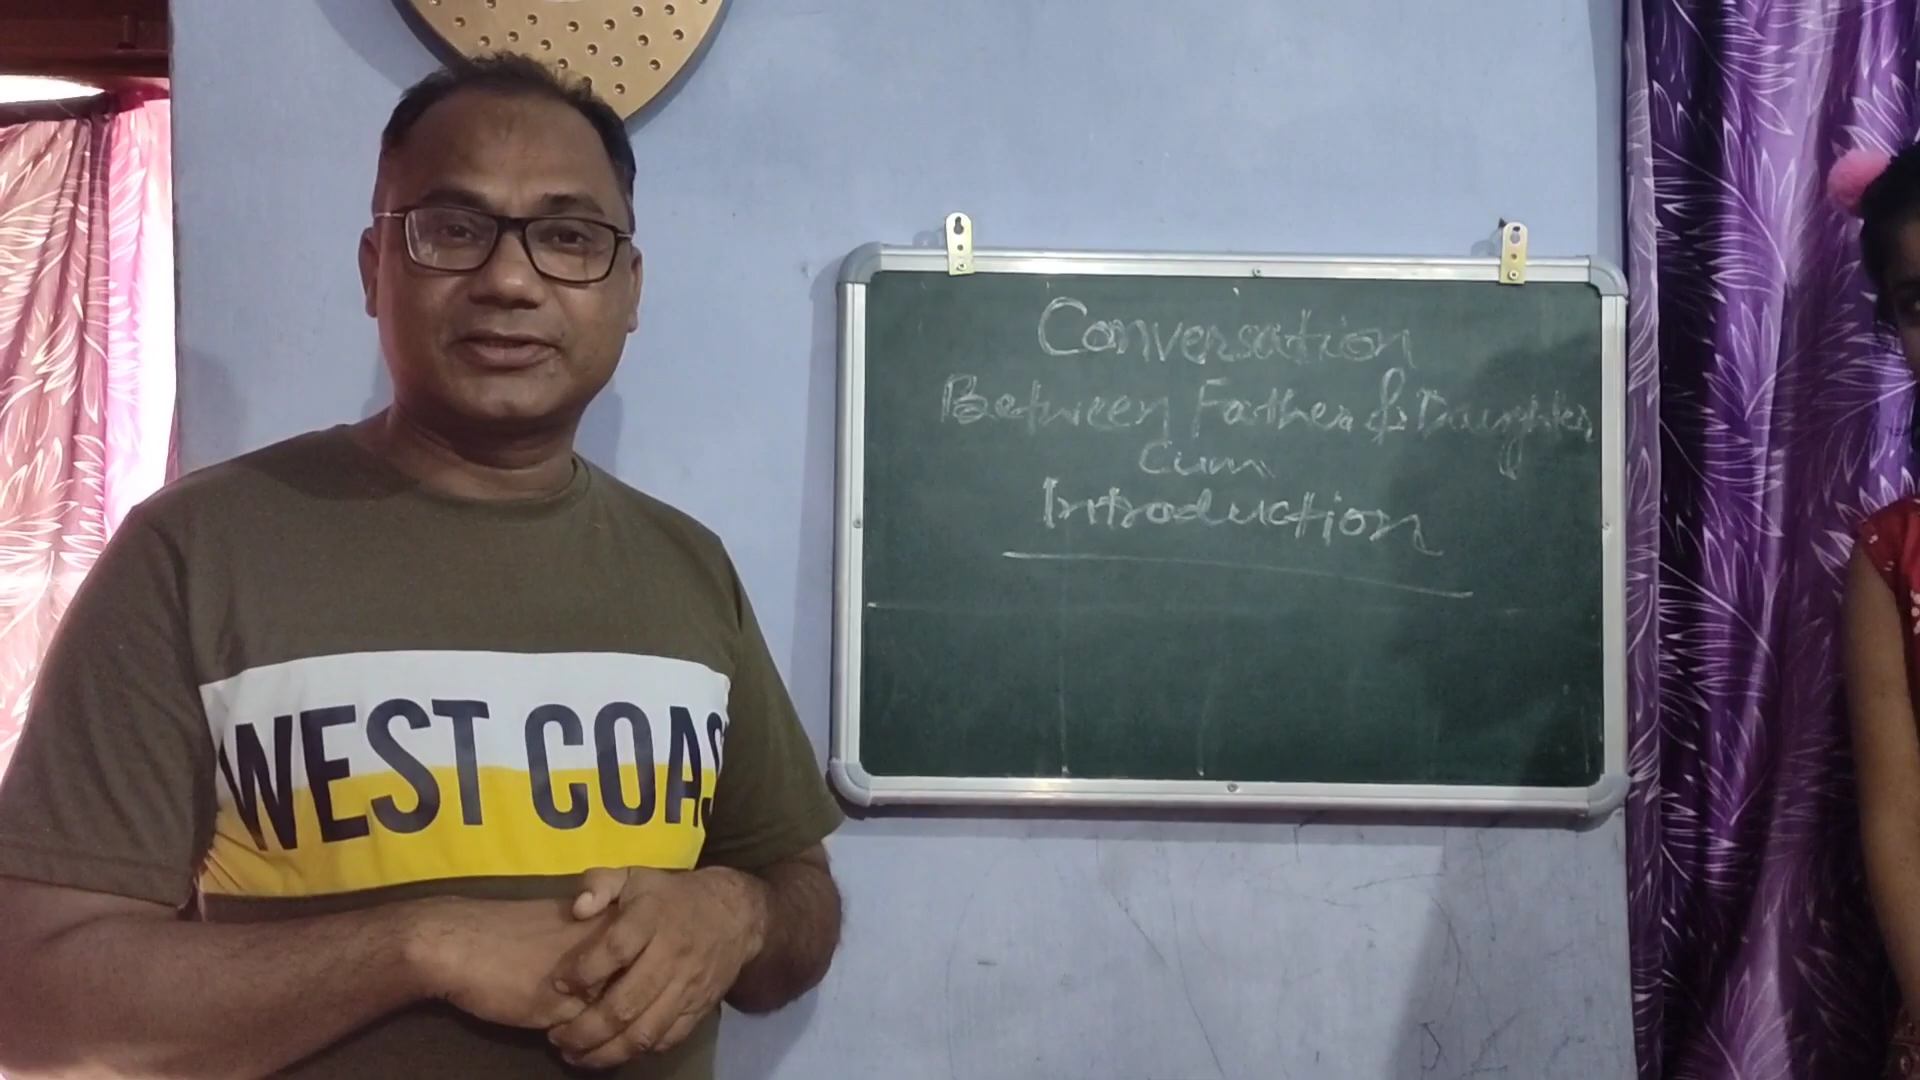 Conversation
Between Father & Daughter
Cum
Introduction
WEST COAS